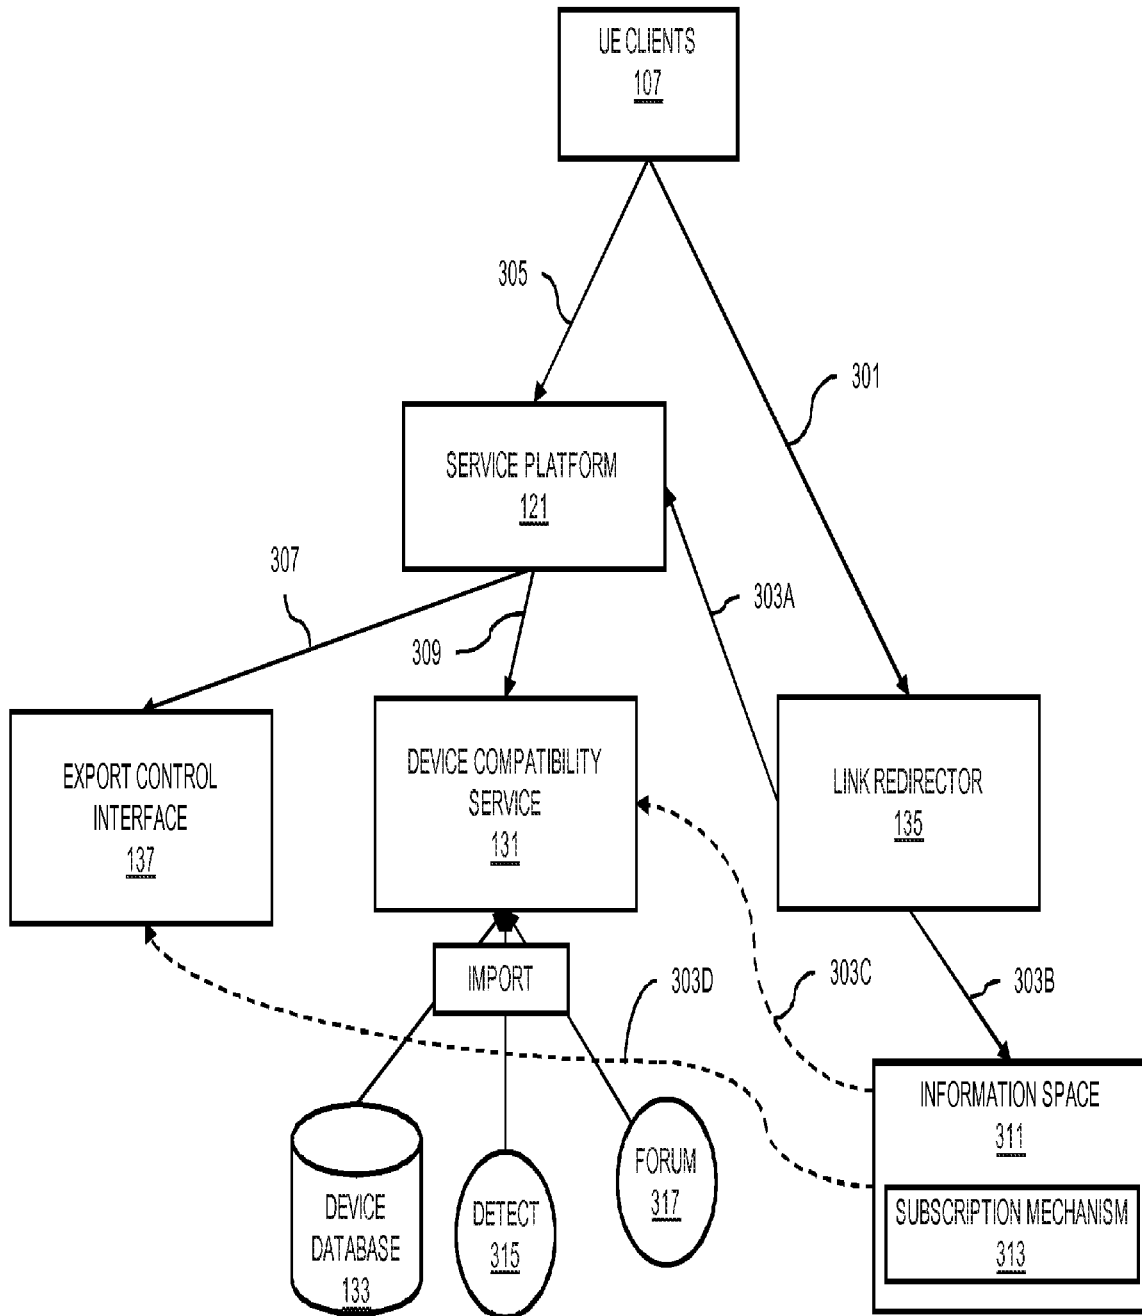 UE CLIENTS
107
305
301
SERVICE PLATFORM
121
307
309
303A
EXPORT CONTROL
INTERFACE
137
DEVICE COMPATIBILITY
SERVICE
131
LINK REDIRECTOR
135
IMPORT
303D
303C
303B
INFORMATION SPACE
311
SUBSCRIPTION MECHANISM
313
DEVICE
DATABASE
133
DETECT
315
FORUM
317